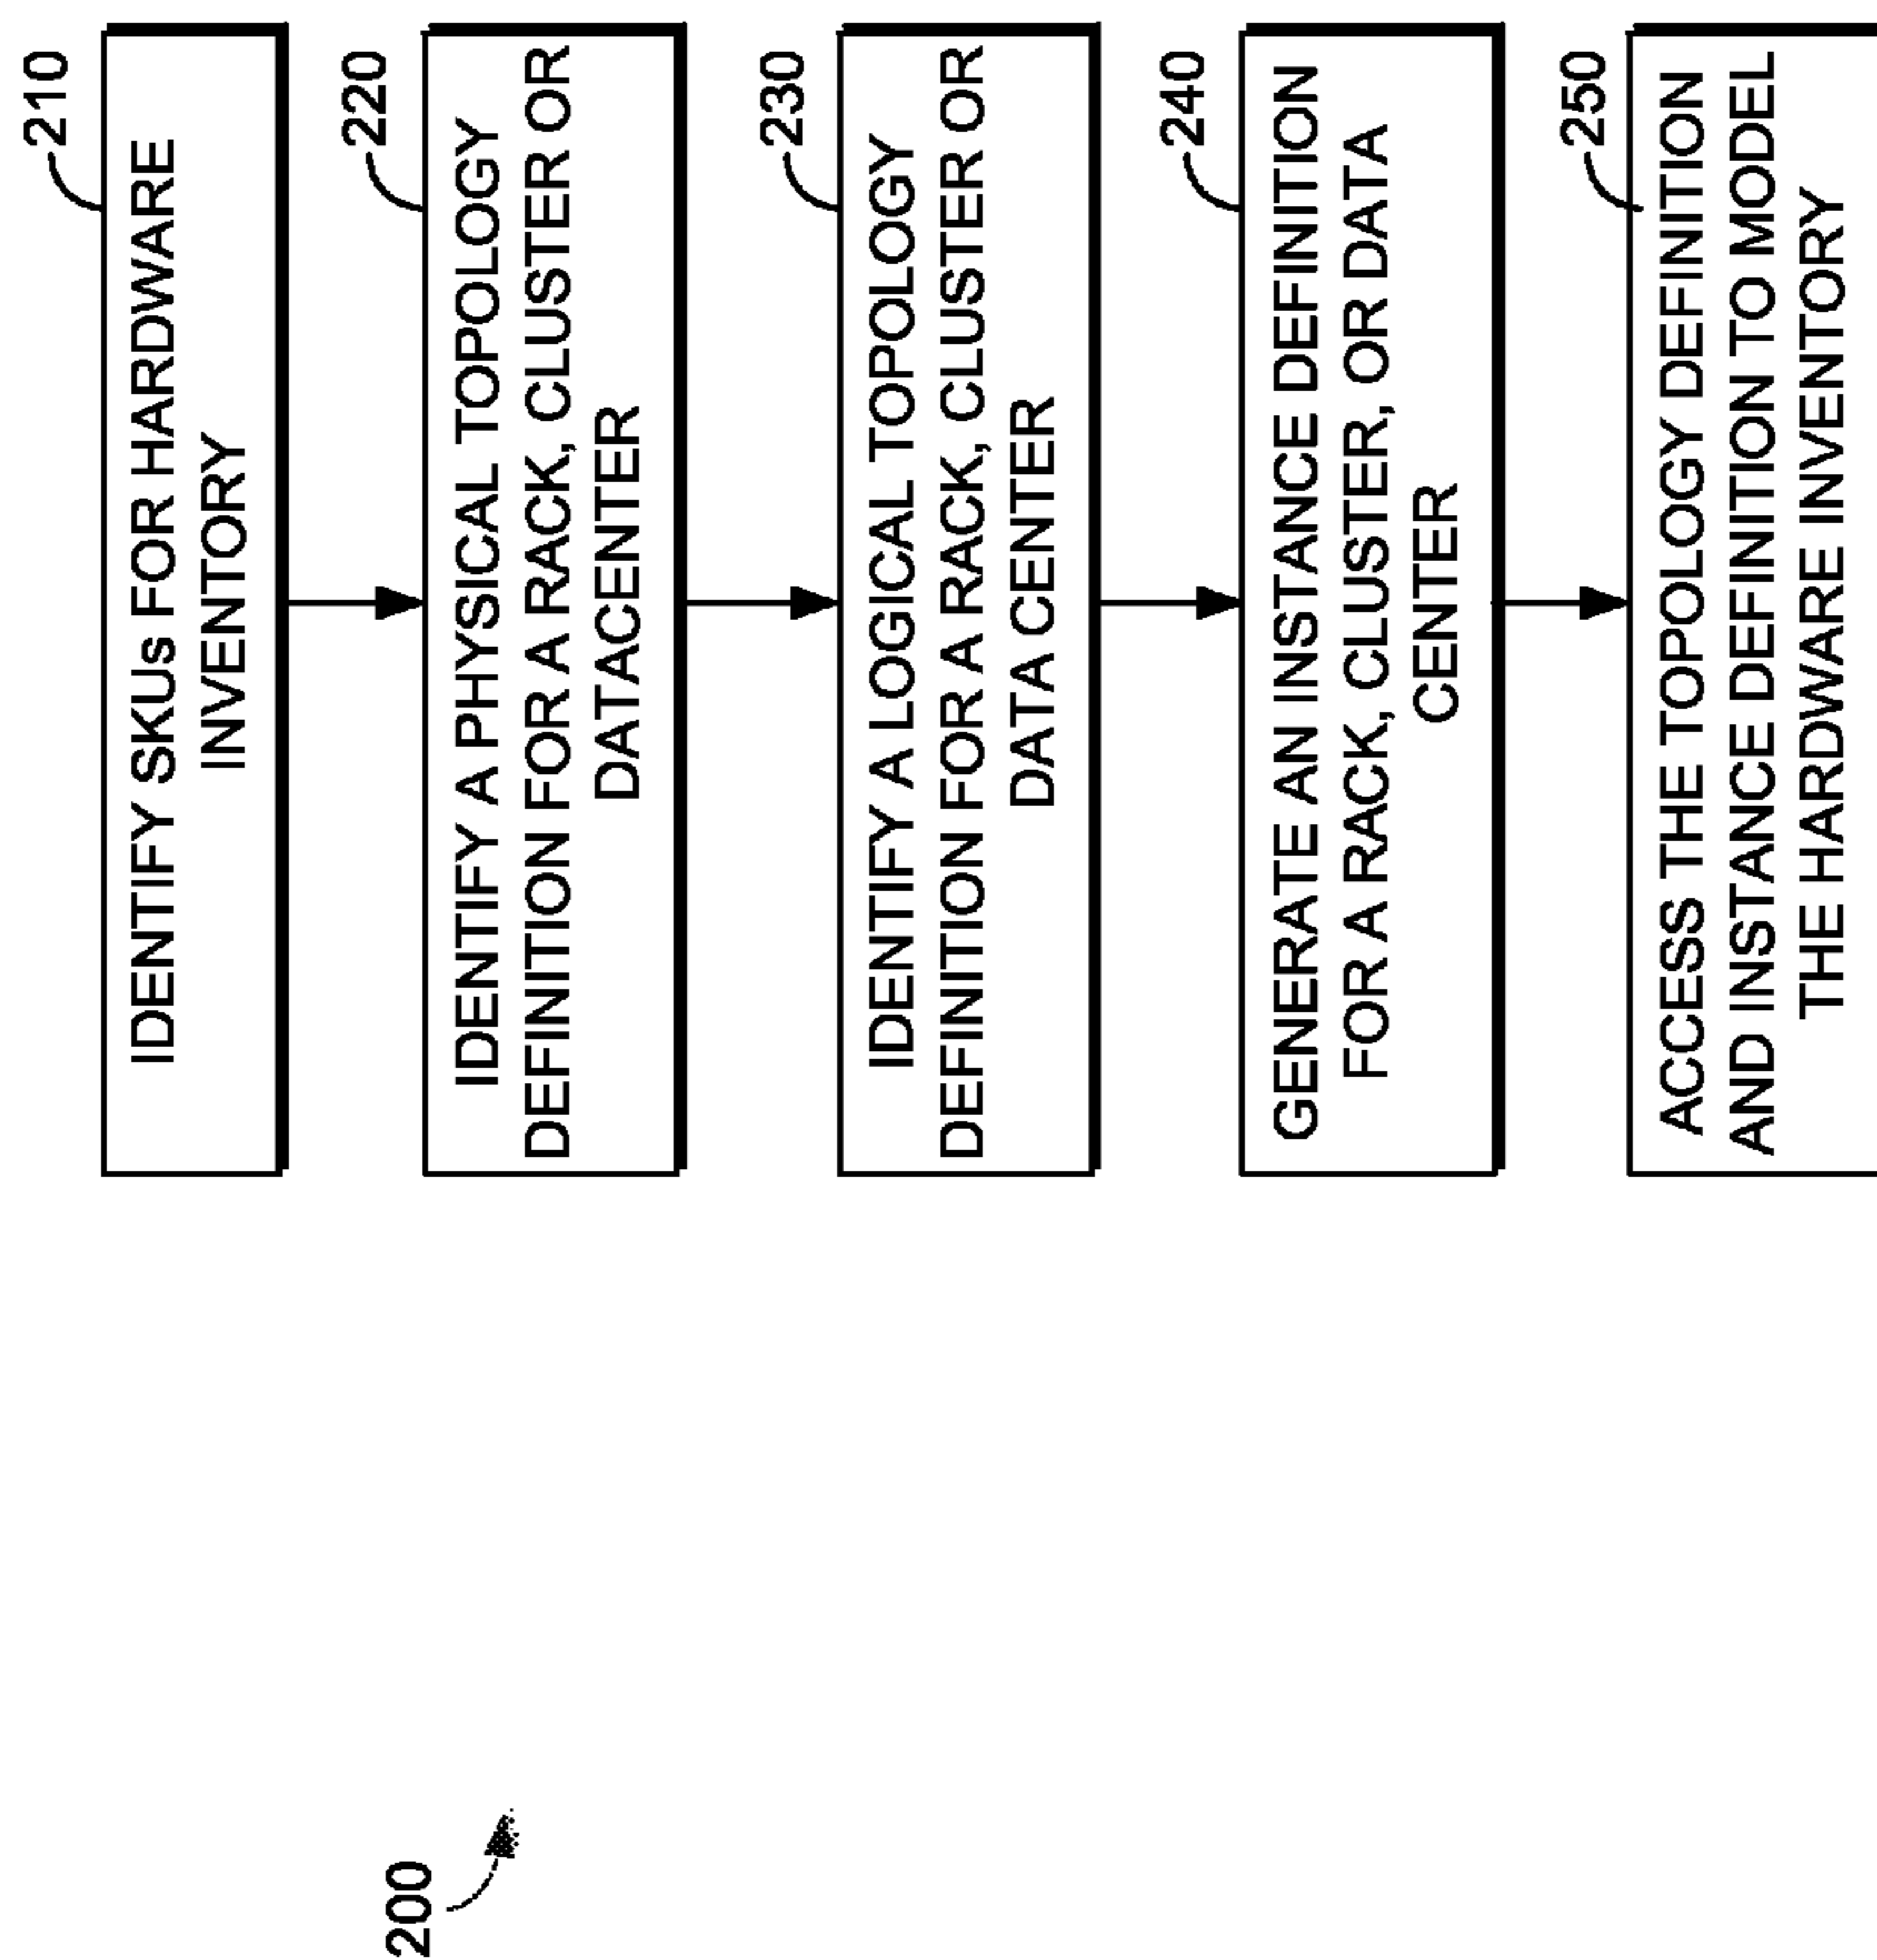 200
210
IDENTIFY SKUs FOR HARDWARE
INVENTORY
220
IDENTIFY A PHYSICAL TOPOLOGY
DEFINITION FOR A RACK, CLUSTER OR
DATACENTER
230
IDENTIFY A LOGICAL TOPOLOGY
DEFINITION FOR A RACK, CLUSTER OR
DATA CENTER
240
GENERATE AN INSTANCE DEFINITION
FOR A RACK, CLUSTER, OR DATA
CENTER
250
ACCESS THE TOPOLOGY DEFINITION
AND INSTANCE DEFINITION TO MODEL
THE HARDWARE INVENTORY